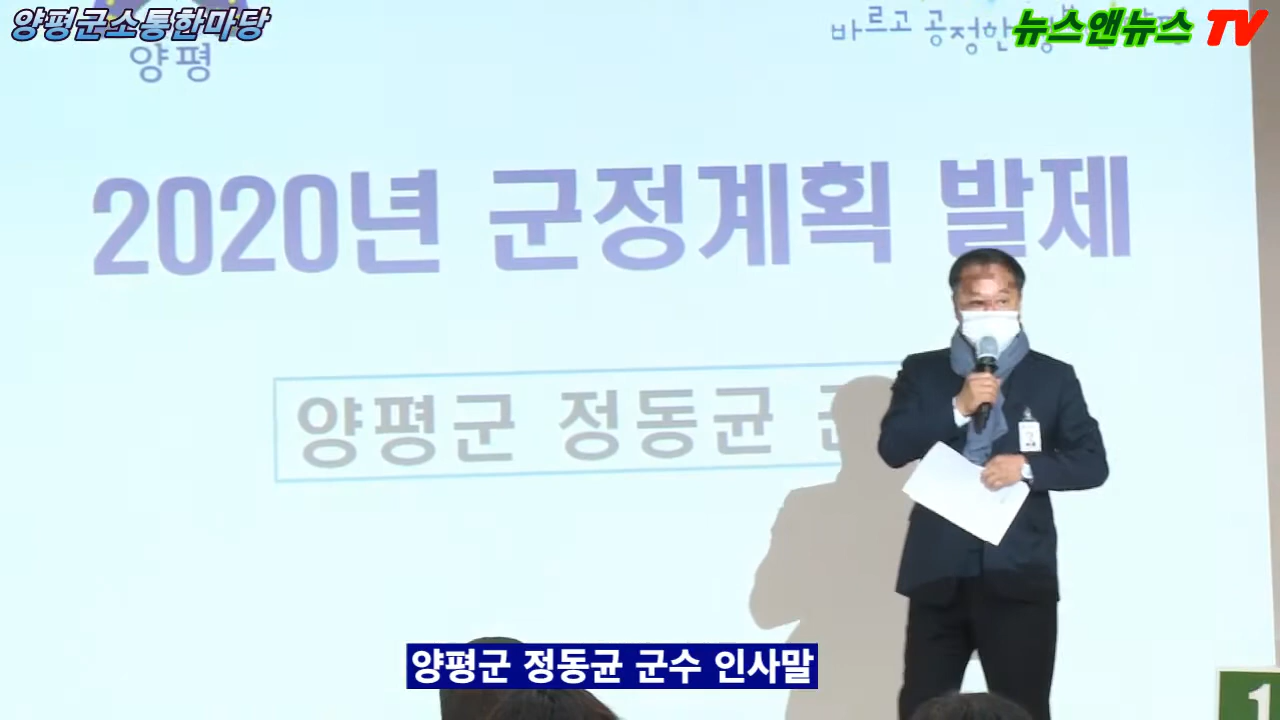 양평군소통한마당
뉴스앤뉴스 TV
양평
바르고 공정한
2020년 군정계획 발제
양평군 정동균
양평군 정동균 군수 인사말
1